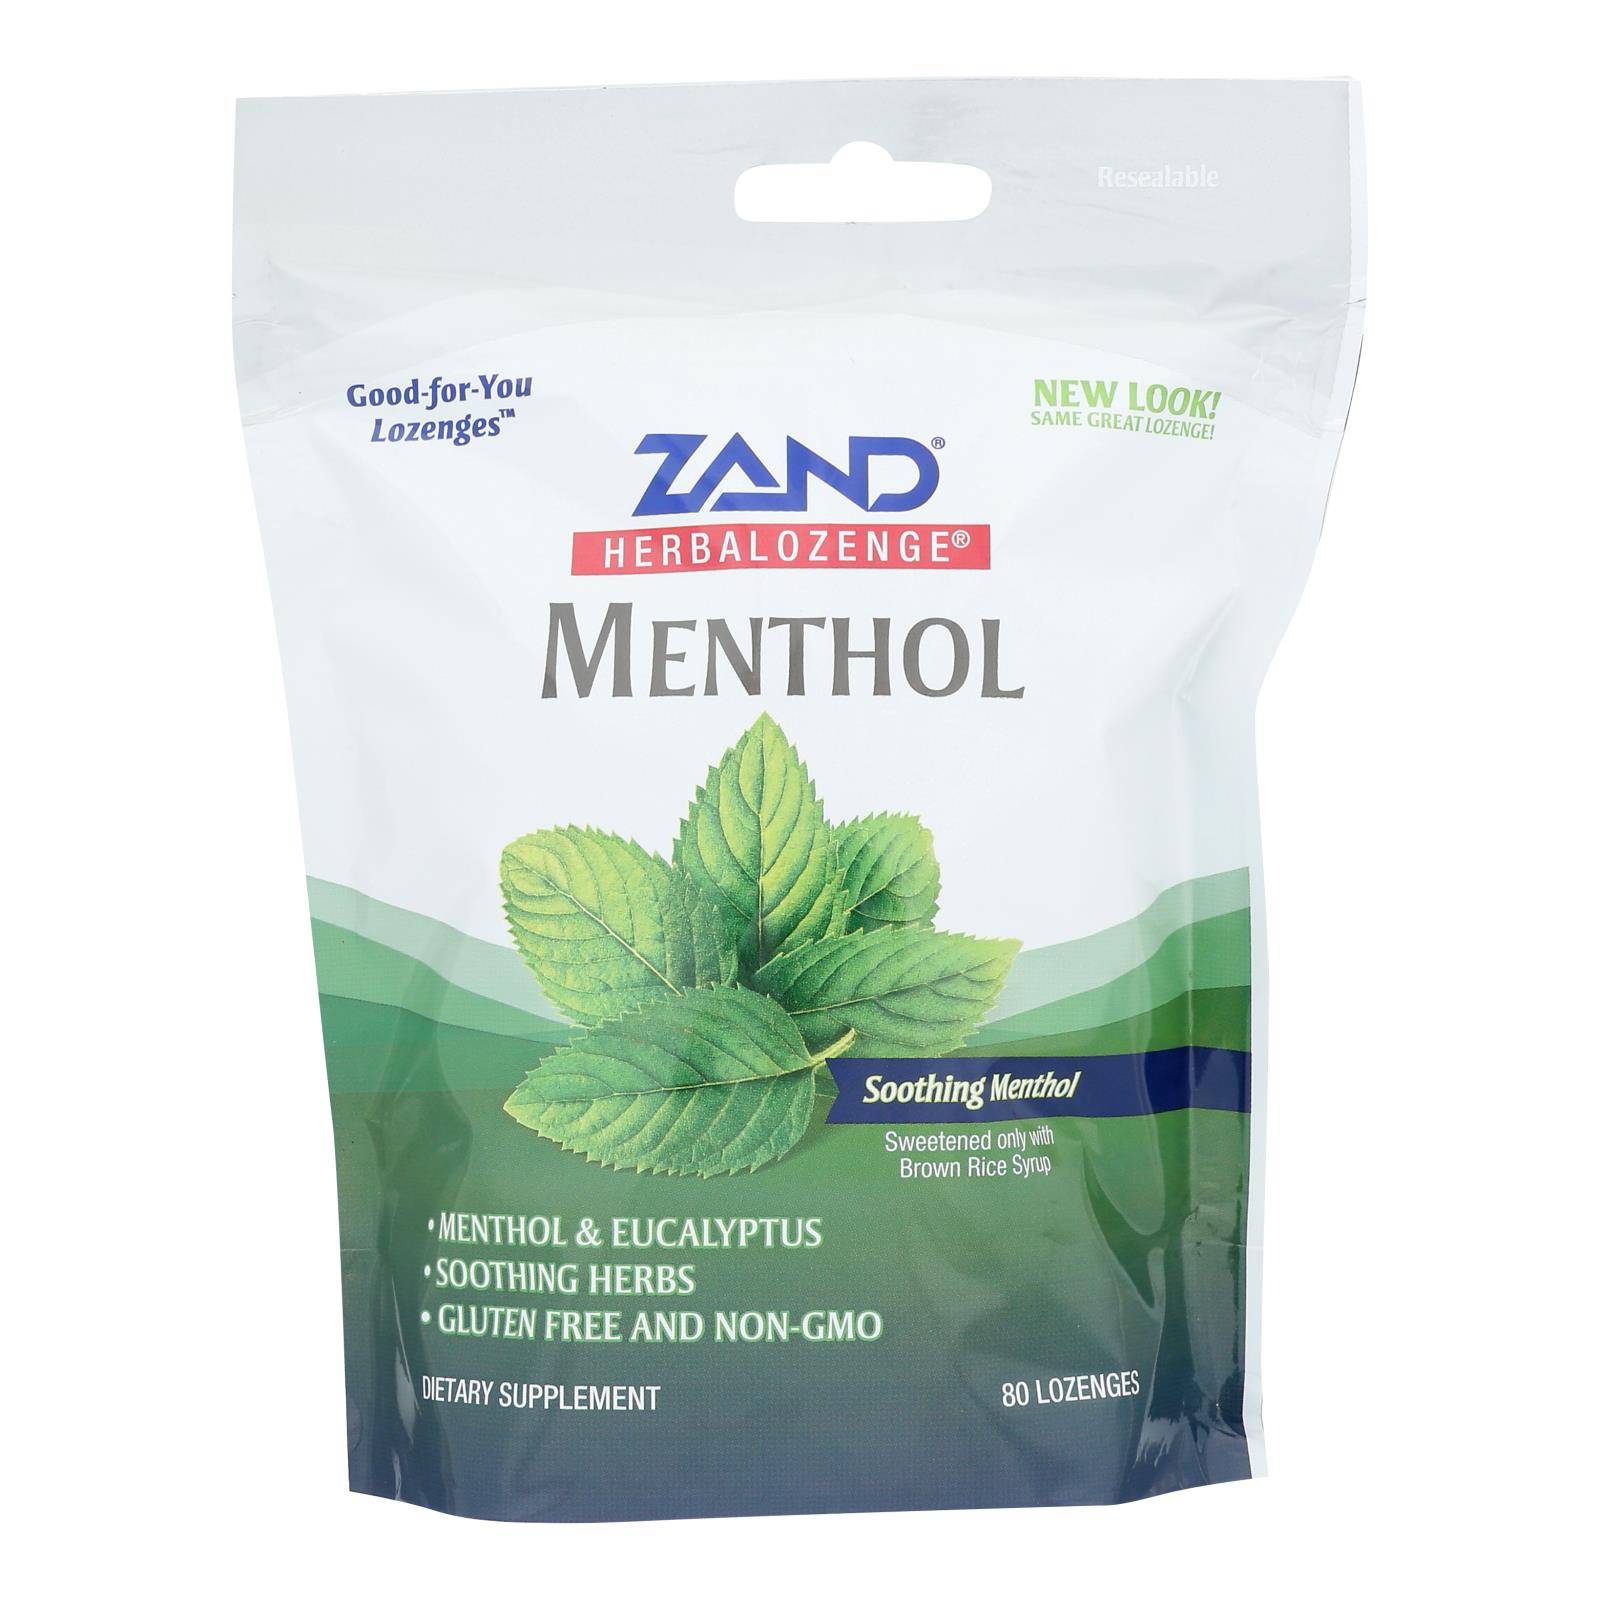 Resealable
Good-for-You
Lozenges™
NEW LOOK!
SAME GREAT LOZENGE!
ZAND®
HERBALOZENGE®
MENTHOL
Soothing Menthol
Sweetened only with
Brown Rice Syrup
• MENTHOL & EUCALYPTUS
• SOOTHING HERBS
• GLUTEN FREE AND NON-GMO
DIETARY SUPPLEMENT
80 LOZENGES